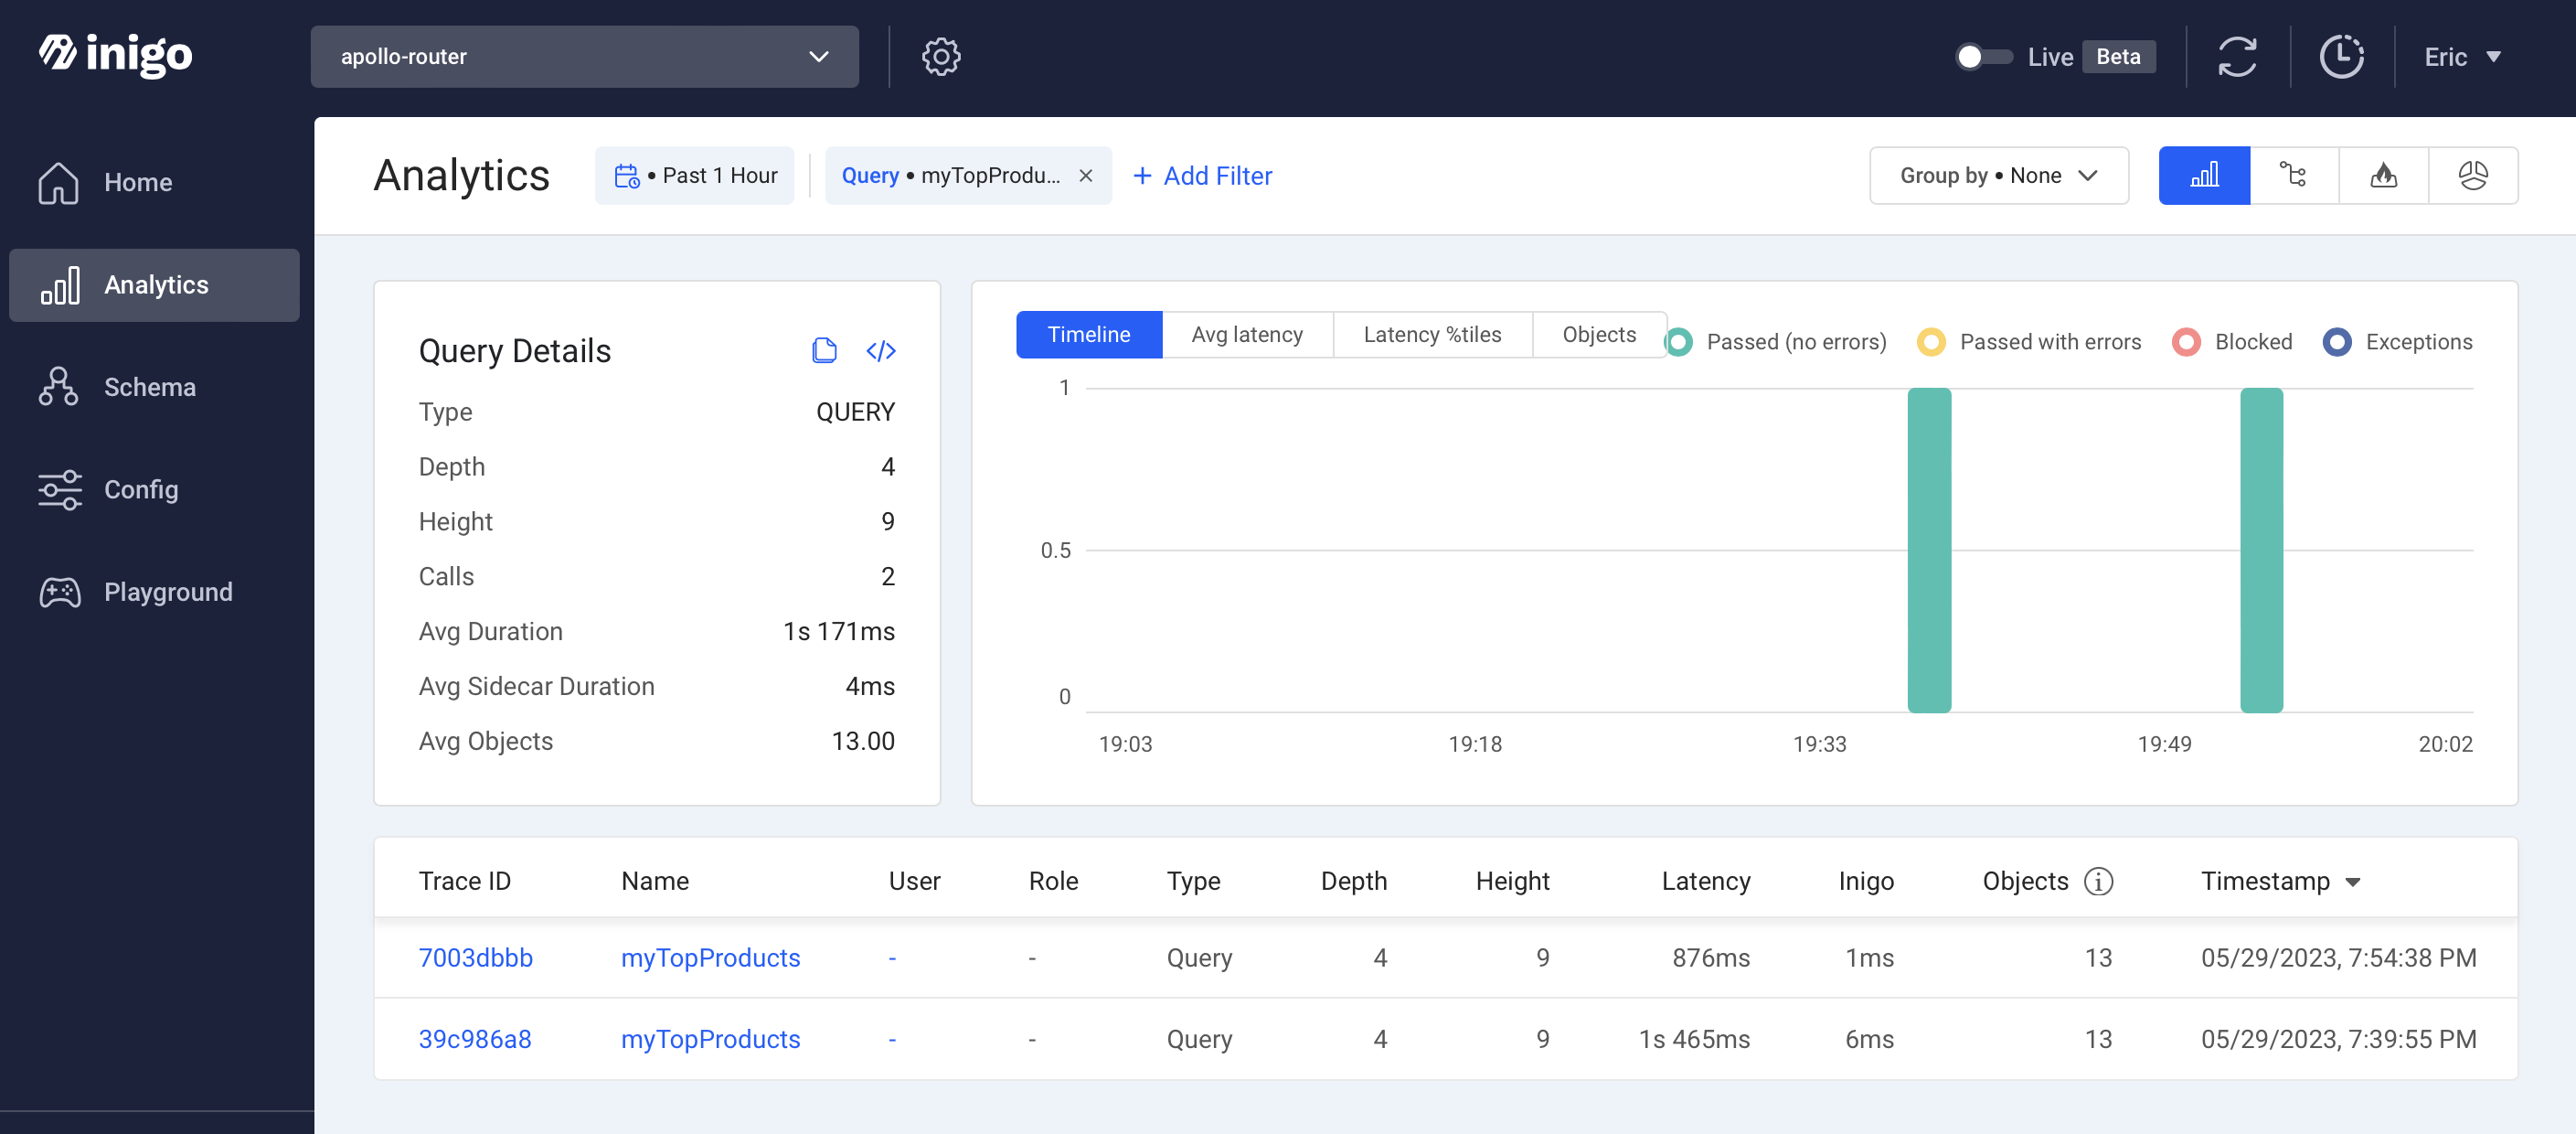 inigo
apollo-router
Live Beta
Eric
Home
Analytics
Schema
Config
Playground
Analytics
• Past 1 Hour
Query • myTopProdu...
+ Add Filter
Group by • None
Query Details
Type QUERY
Depth 4
Height 9
Calls 2
Avg Duration 1s 171ms
Avg Sidecar Duration 4ms
Avg Objects 13.00
Timeline Avg latency Latency %tiles Objects
Passed (no errors) Passed with errors Blocked Exceptions
1
0.5
0
19:03 19:18 19:33 19:49 20:02
Trace ID Name User Role Type Depth Height Latency Inigo Objects Timestamp
7003dbbb myTopProducts - - Query 4 9 876ms 1ms 13 05/29/2023, 7:54:38 PM
39c986a8 myTopProducts - - Query 4 9 1s 465ms 6ms 13 05/29/2023, 7:39:55 PM